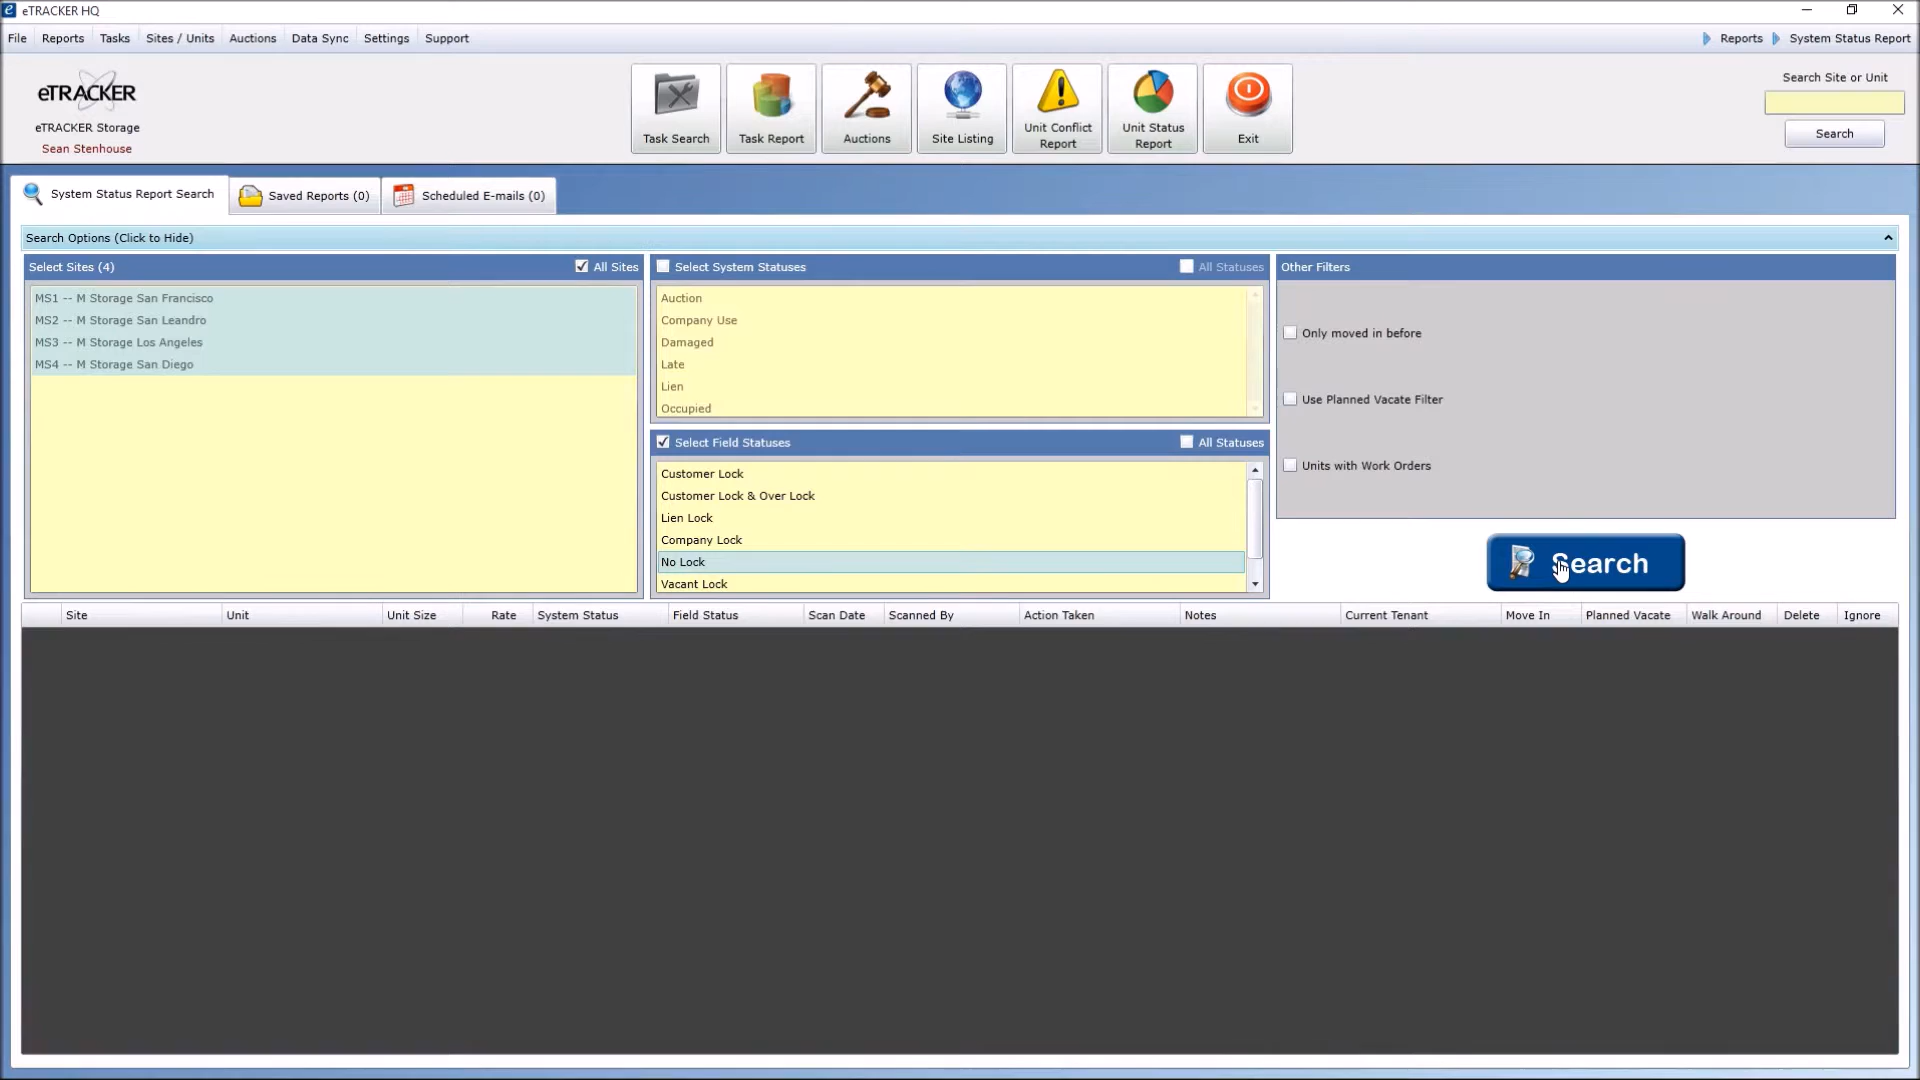 eTRACKER HQ
File Reports Tasks Sites / Units Auctions Data Sync Settings Support
Reports System Status Report
eTRACKER
eTRACKER Storage
Sean Stenhouse
Task Search
Task Report
Auctions
Site Listing
Unit Conflict
Report
Unit Status
Report
Exit
Search Site or Unit
Search
System Status Report Search
Saved Reports (0)
Scheduled E-mails (0)
Search Options (Click to Hide)
Select Sites (4)
All Sites
MS1 -- M Storage San Francisco
MS2 -- M Storage San Leandro
MS3 -- M Storage Los Angeles
MS4 -- M Storage San Diego
Select System Statuses
All Statuses
Auction
Company Use
Damaged
Late
Lien
Occupied
Select Field Statuses
All Statuses
Customer Lock
Customer Lock & Over Lock
Lien Lock
Company Lock
No Lock
Vacant Lock
Other Filters
Only moved in before
Use Planned Vacate Filter
Units with Work Orders
Search
Site Unit Unit Size Rate System Status Field Status Scan Date Scanned By Action Taken Notes Current Tenant Move In Planned Vacate Walk Around Delete Ignore